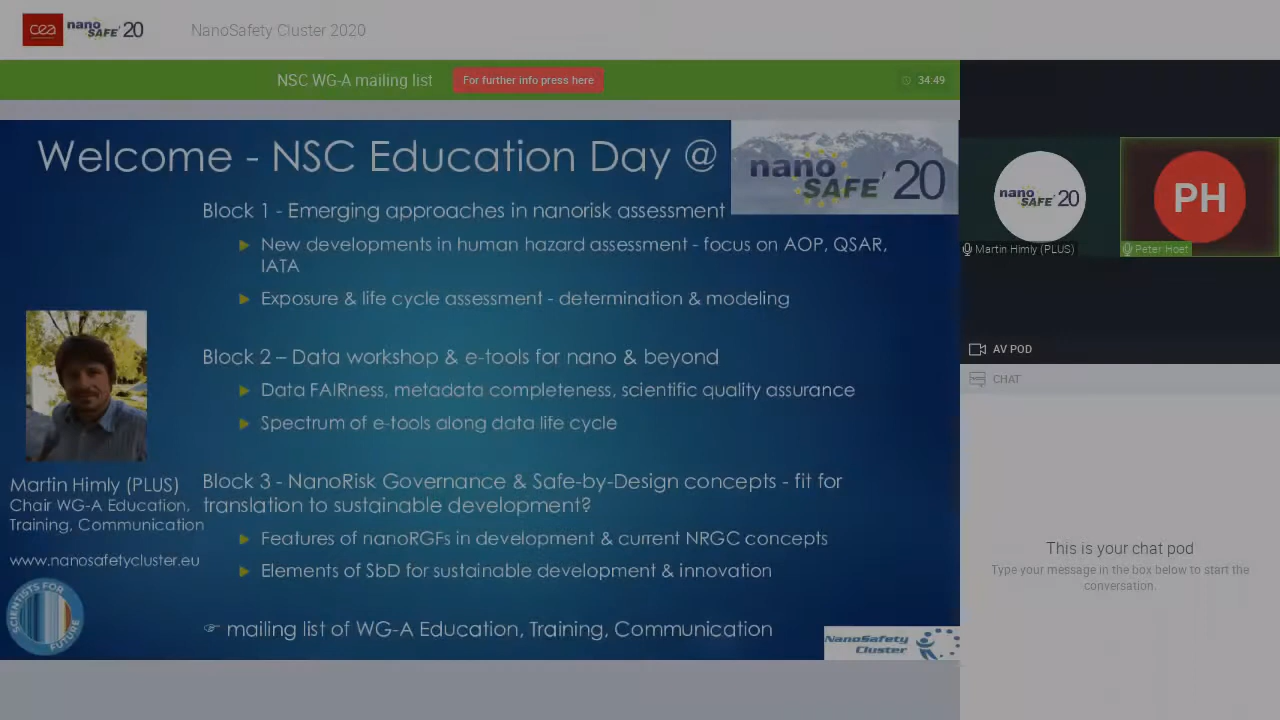 cea nano SAFE' 20 NanoSafety Cluster 2020
NSC WG-A mailing list For further info press here 34:49
Welcome - NSC Education Day @ nano SAFE' 20
Block 1 - Emerging approaches in nanorisk assessment
New developments in human hazard assessment - focus on AOP, QSAR,
IATA
Exposure & life cycle assessment - determination & modeling
Block 2 – Data workshop & e-tools for nano & beyond
Data FAIRness, metadata completeness, scientific quality assurance
Spectrum of e-tools along data life cycle
Block 3 - NanoRisk Governance & Safe-by-Design concepts - fit for
translation to sustainable development?
Features of nanoRGFs in development & current NRGC concepts
Elements of SbD for sustainable development & innovation
mailing list of WG-A Education, Training, Communication
Martin Himly (PLUS)
Chair WG-A Education,
Training, Communication
www.nanosafetycluster.eu
SCIENTISTS FOR
FUTURE
NanoSafety
Cluster
nano SAFE' 20
Martin Himly (PLUS)
PH
Peter Hoet
AV POD
CHAT
This is your chat pod
Type your message in the box below to start the
conversation.